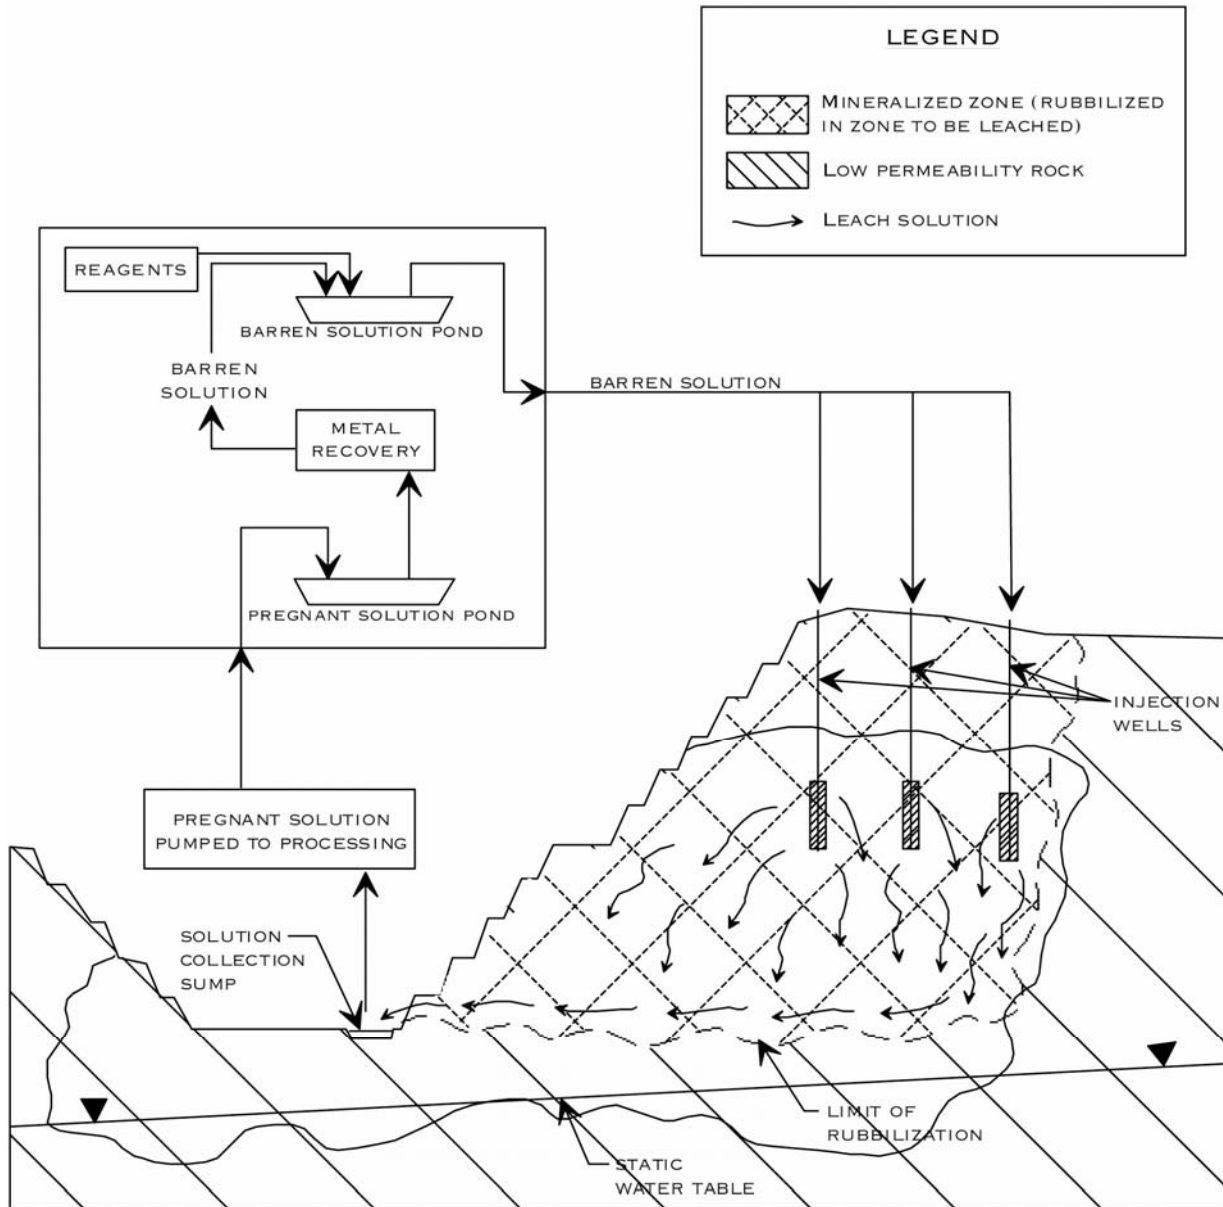 LEGEND
MINERALIZED ZONE (RUBBILIZED
IN ZONE TO BE LEACHED)
LOW PERMEABILITY ROCK
LEACH SOLUTION
REAGENTS
BARREN SOLUTION POND
BARREN
SOLUTION
BARREN SOLUTION
METAL
RECOVERY
PREGNANT SOLUTION POND
INJECTION
WELLS
PREGNANT SOLUTION
PUMPED TO PROCESSING
SOLUTION
COLLECTION
SUMP
LIMIT OF
RUBBILIZATION
STATIC
WATER TABLE